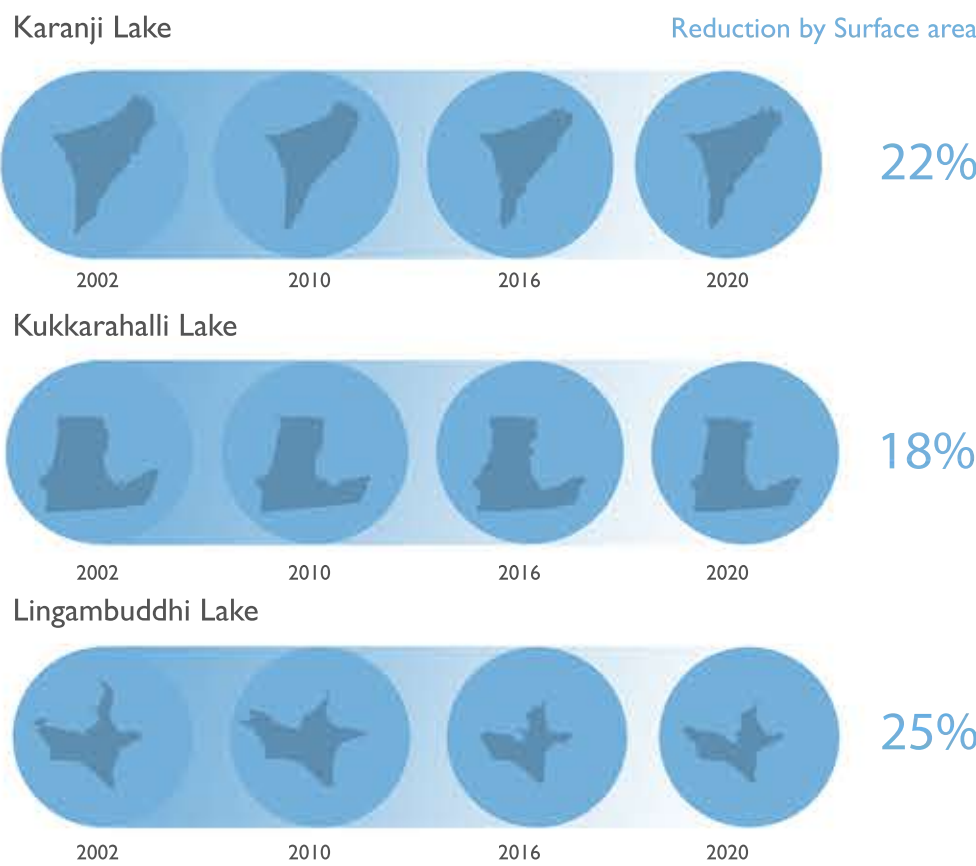 Karanji Lake
Reduction by Surface area
22%
2002 2010 2016 2020
Kukkarahalli Lake
18%
2002 2010 2016 2020
Lingambuddhi Lake
25%
2002 2010 2016 2020